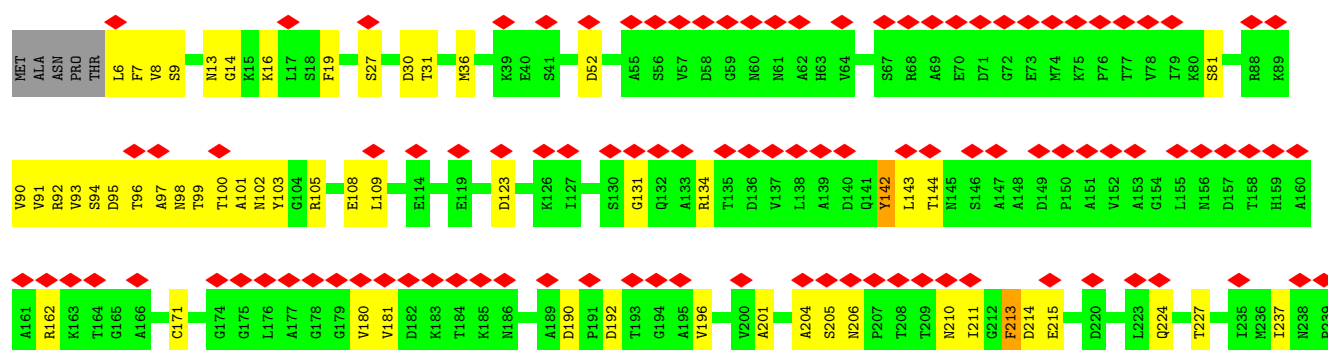 MET ALA ASN PRO THR L6 F7 V8 S9 N13 G14 K15 K16 L17 S18 F19 S27 D30 T31 M36 K39 E40 S41 D52 A55 S56 V57 D58 G59 N60 N61 A62 H63 V64 S67 R68 A69 E70 D71 G72 E73 M74 K75 P76 T77 V78 I79 K80 S81 R88 K89
V90 V91 R92 V93 S94 D95 T96 A97 N98 T99 T100 A101 N102 Y103 G104 R105 E108 L109 E114 E119 D123 K126 I127 S130 G131 Q132 A133 R134 T135 D136 V137 L138 A139 D140 Q141 Y142 L143 T144 N145 S146 A147 A148 D149 P150 A151 V152 A153 G154 L155 N156 D157 T158 H159 A160
A161 R162 K163 T164 G165 A166 C171 G174 G175 L176 A177 G178 G179 V180 V181 D182 K183 T184 K185 N186 A189 D190 P191 D192 T193 G194 A195 V196 V200 A201 A204 S205 N206 P207 T208 T209 N210 I211 G212 F213 D214 E215 D220 L223 Q224 T227 I235 M236 I237 N238 P239